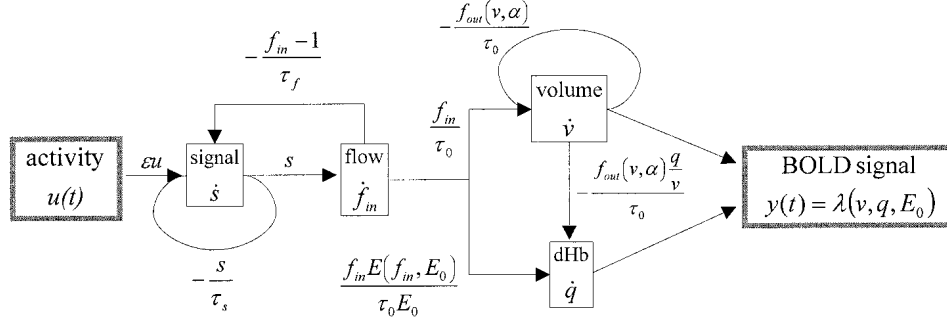 activity
u(t)
εu
signal
ṡ
-s/τ_s
-(f_in − 1)/τ_f
s
flow
ḟ_in
f_in/τ_0
f_in E(f_in, E_0)/τ_0 E_0
-f_out(v, α)/τ_0
volume
v̇
-f_out(v, α) q/v / τ_0
dHb
q̇
BOLD signal
y(t) = λ(v, q, E_0)